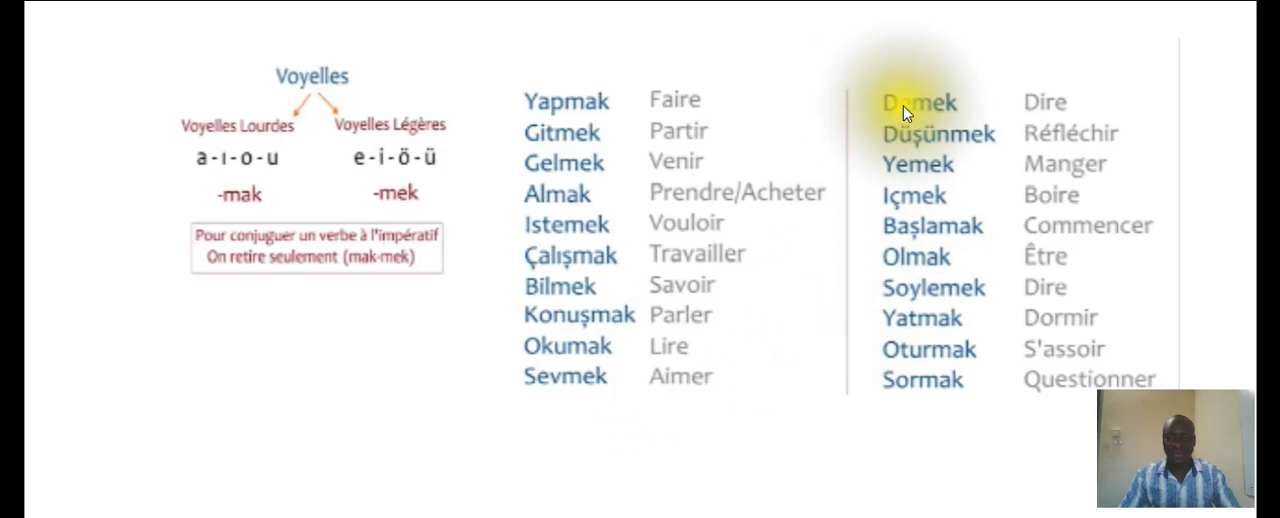 Voyelles
Voyelles Lourdes Voyelles Légères
a - ı - o - u e - i - ö - ü
-mak -mek
Pour conjuguer un verbe à l'impératif
On retire seulement (mak-mek)
Yapmak Faire
Gitmek Partir
Gelmek Venir
Almak Prendre/Acheter
Istemek Vouloir
Çalışmak Travailler
Bilmek Savoir
Konuşmak Parler
Okumak Lire
Sevmek Aimer
Demek Dire
Düşünmek Réfléchir
Yemek Manger
Içmek Boire
Başlamak Commencer
Olmak Être
Soylemek Dire
Yatmak Dormir
Oturmak S'assoir
Sormak Questionner